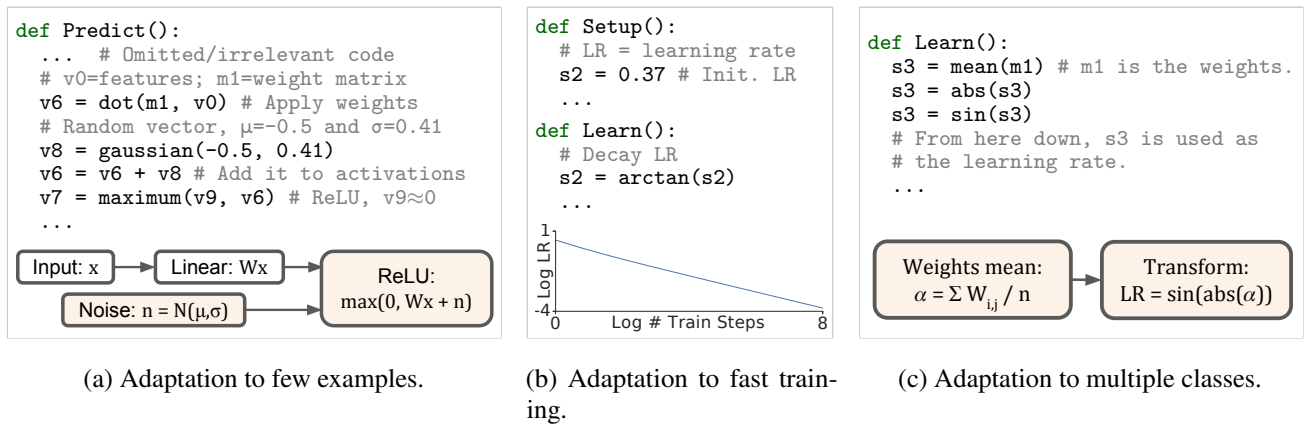 def Predict():
... # Omitted/irrelevant code
# v0=features; m1=weight matrix
v6 = dot(m1, v0) # Apply weights
# Random vector, μ=-0.5 and σ=0.41
v8 = gaussian(-0.5, 0.41)
v6 = v6 + v8 # Add it to activations
v7 = maximum(v9, v6) # ReLU, v9≈0
...
Input: x
Linear: Wx
Noise: n = N(μ,σ)
ReLU:
max(0, Wx + n)
(a) Adaptation to few examples.
def Setup():
# LR = learning rate
s2 = 0.37 # Init. LR
...
def Learn():
# Decay LR
s2 = arctan(s2)
...
1
Log LR
-4
0
Log # Train Steps
8
(b) Adaptation to fast train-
ing.
def Learn():
s3 = mean(m1) # m1 is the weights.
s3 = abs(s3)
s3 = sin(s3)
# From here down, s3 is used as
# the learning rate.
...
Weights mean:
α = Σ Wi,j / n
Transform:
LR = sin(abs(α))
(c) Adaptation to multiple classes.